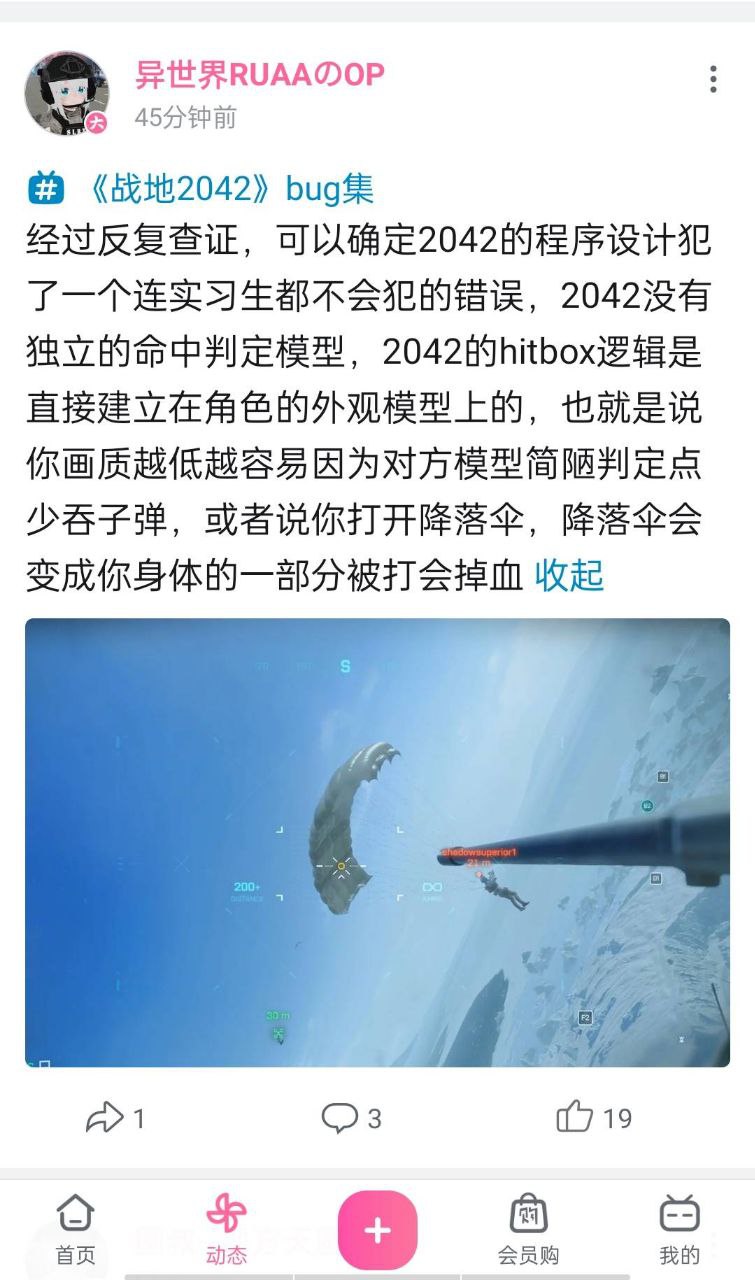 异世界RUAAのOP
45分钟前
# 《战地2042》bug集
经过反复查证，可以确定2042的程序设计犯
了一个连实习生都不会犯的错误，2042没有
独立的命中判定模型，2042的hitbox逻辑是
直接建立在角色的外观模型上的，也就是说
你画质越低越容易因为对方模型简陋判定点
少吞子弹，或者说你打开降落伞，降落伞会
变成你身体的一部分被打会掉血 收起
S
shadowsuperior1
21 m
200+
DISTANCE
30 m
F2
1
3
19
首页
动态
会员购
我的